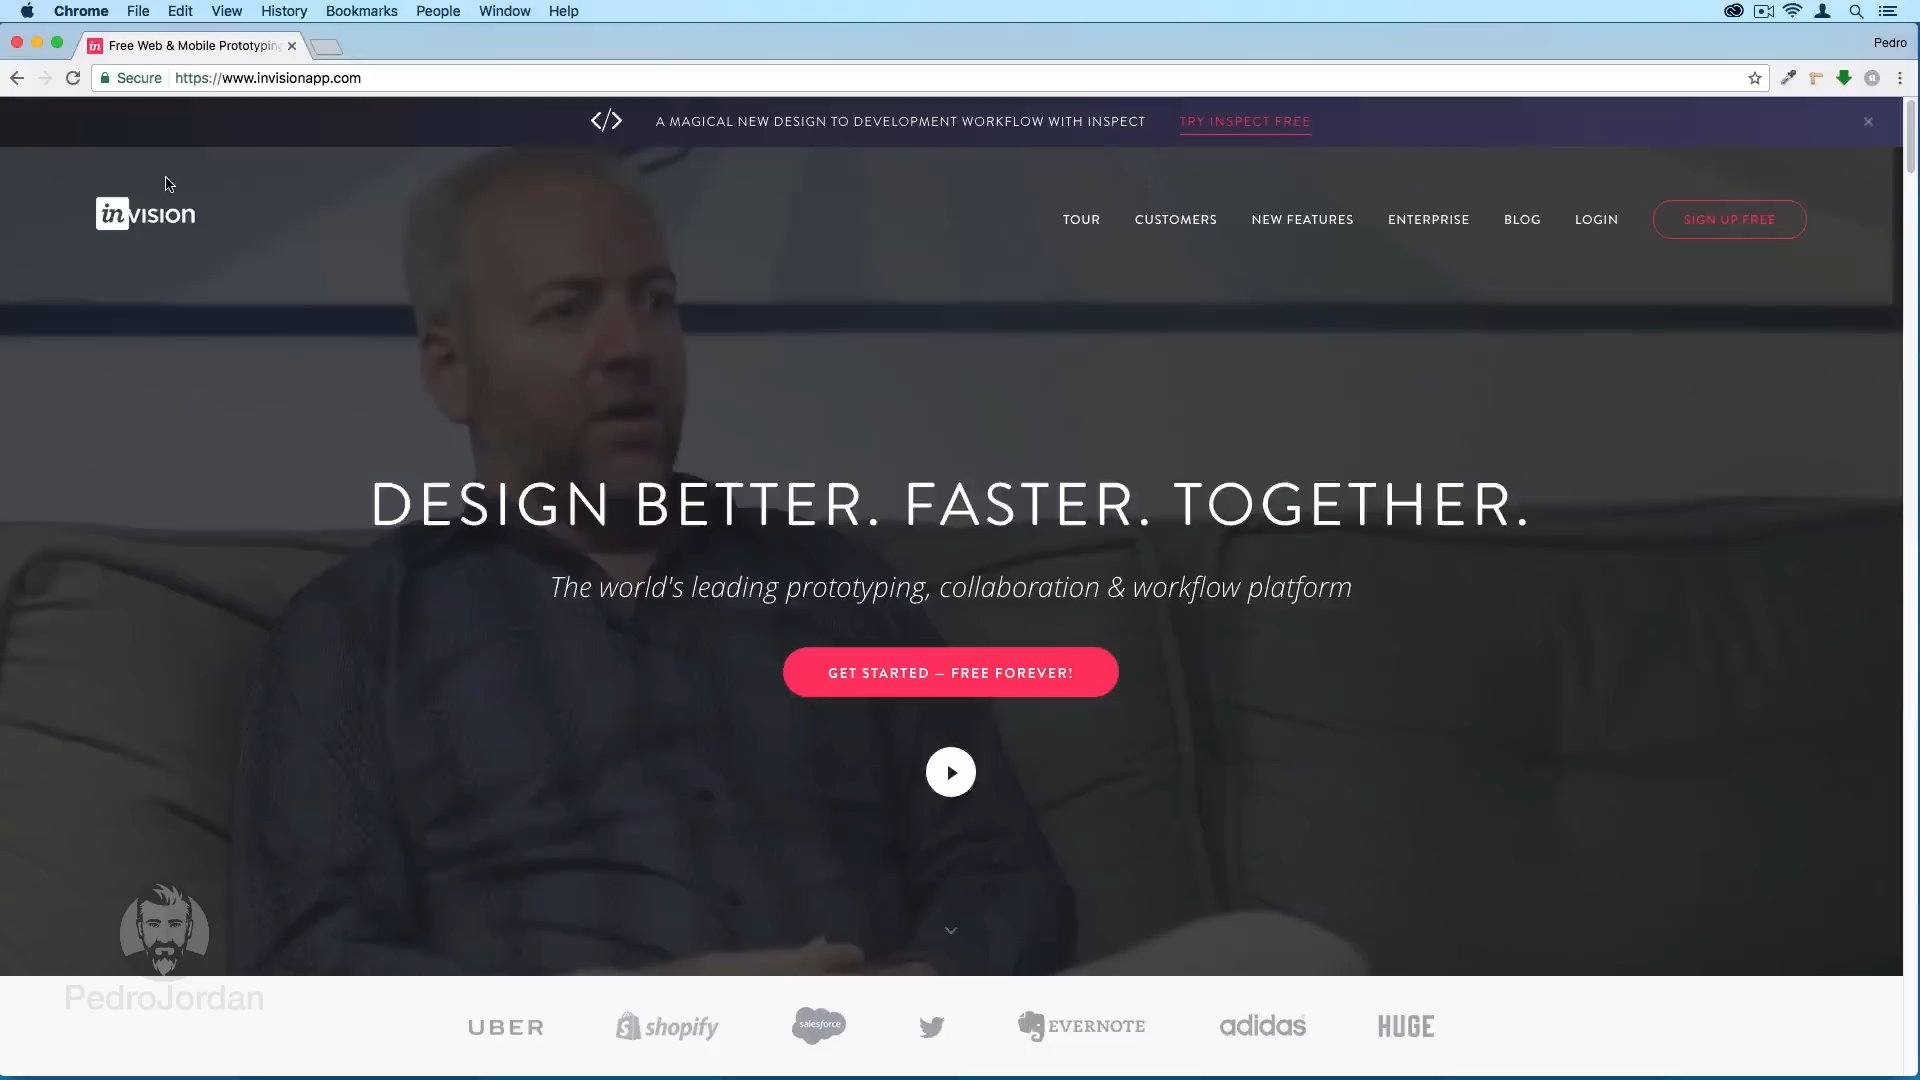 Chrome File Edit View History Bookmarks People Window Help
Free Web & Mobile Prototyping
Pedro
Secure https://www.invisionapp.com
</> A MAGICAL NEW DESIGN TO DEVELOPMENT WORKFLOW WITH INSPECT TRY INSPECT FREE
invision
TOUR CUSTOMERS NEW FEATURES ENTERPRISE BLOG LOGIN SIGN UP FREE
DESIGN BETTER. FASTER. TOGETHER.
The world's leading prototyping, collaboration & workflow platform
GET STARTED — FREE FOREVER!
PedroJordan
UBER shopify salesforce EVERNOTE adidas HUGE